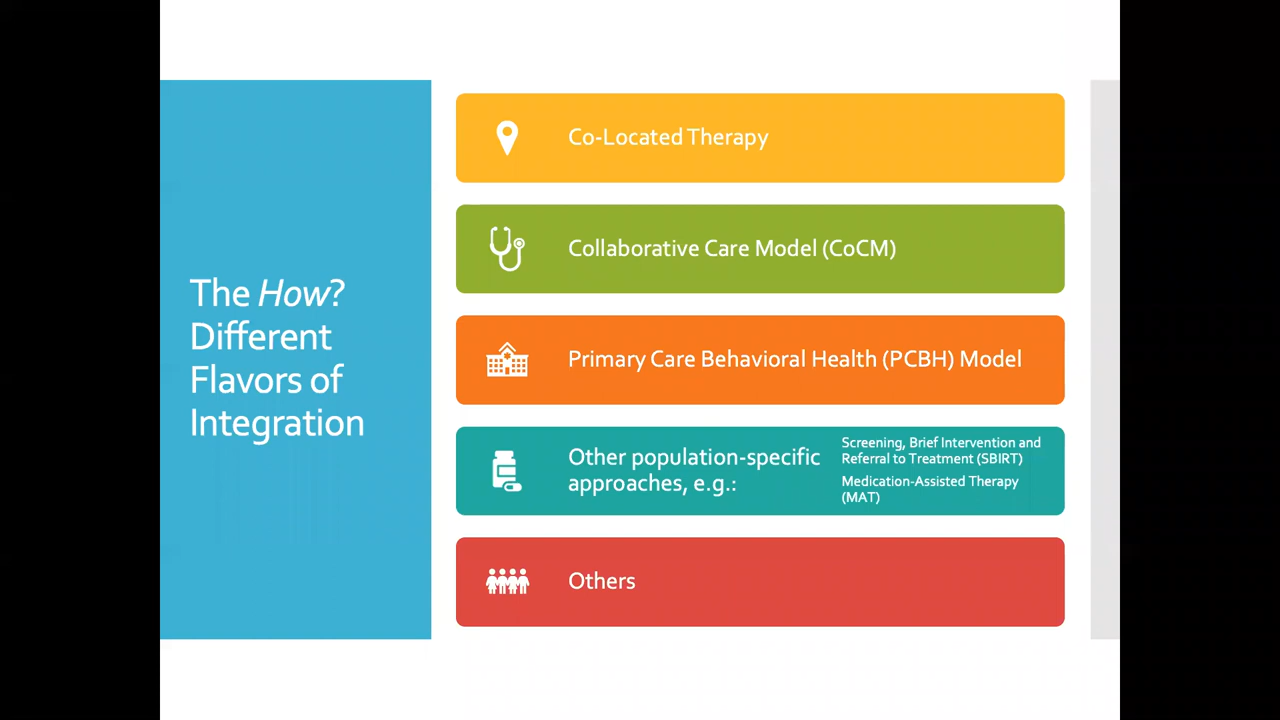 The How?
Different
Flavors of
Integration
Co-Located Therapy
Collaborative Care Model (CoCM)
Primary Care Behavioral Health (PCBH) Model
Other population-specific
approaches, e.g.:
Screening, Brief Intervention and
Referral to Treatment (SBIRT)
Medication-Assisted Therapy
(MAT)
Others